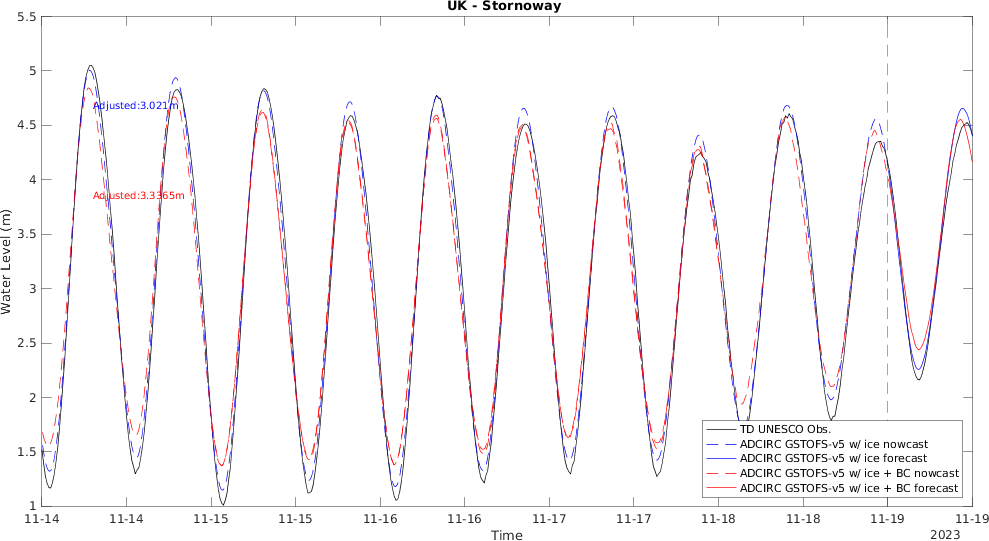 UK - Stornoway
5.5
5
4.5
4
3.5
3
2.5
2
1.5
1
Water Level (m)
Adjusted:3.021m
Adjusted:3.3365m
TD UNESCO Obs.
ADCIRC GSTOFS-v5 w/ ice nowcast
ADCIRC GSTOFS-v5 w/ ice forecast
ADCIRC GSTOFS-v5 w/ ice + BC nowcast
ADCIRC GSTOFS-v5 w/ ice + BC forecast
11-14 11-14 11-15 11-15 11-16 11-16 11-17 11-17 11-18 11-18 11-19 11-19
Time
2023